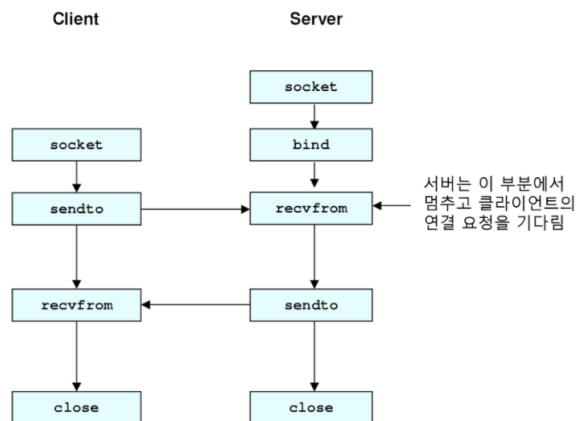 Client
Server
socket
socket
bind
sendto
recvfrom
서버는 이 부분에서
멈추고 클라이언트의
연결 요청을 기다림
recvfrom
sendto
close
close